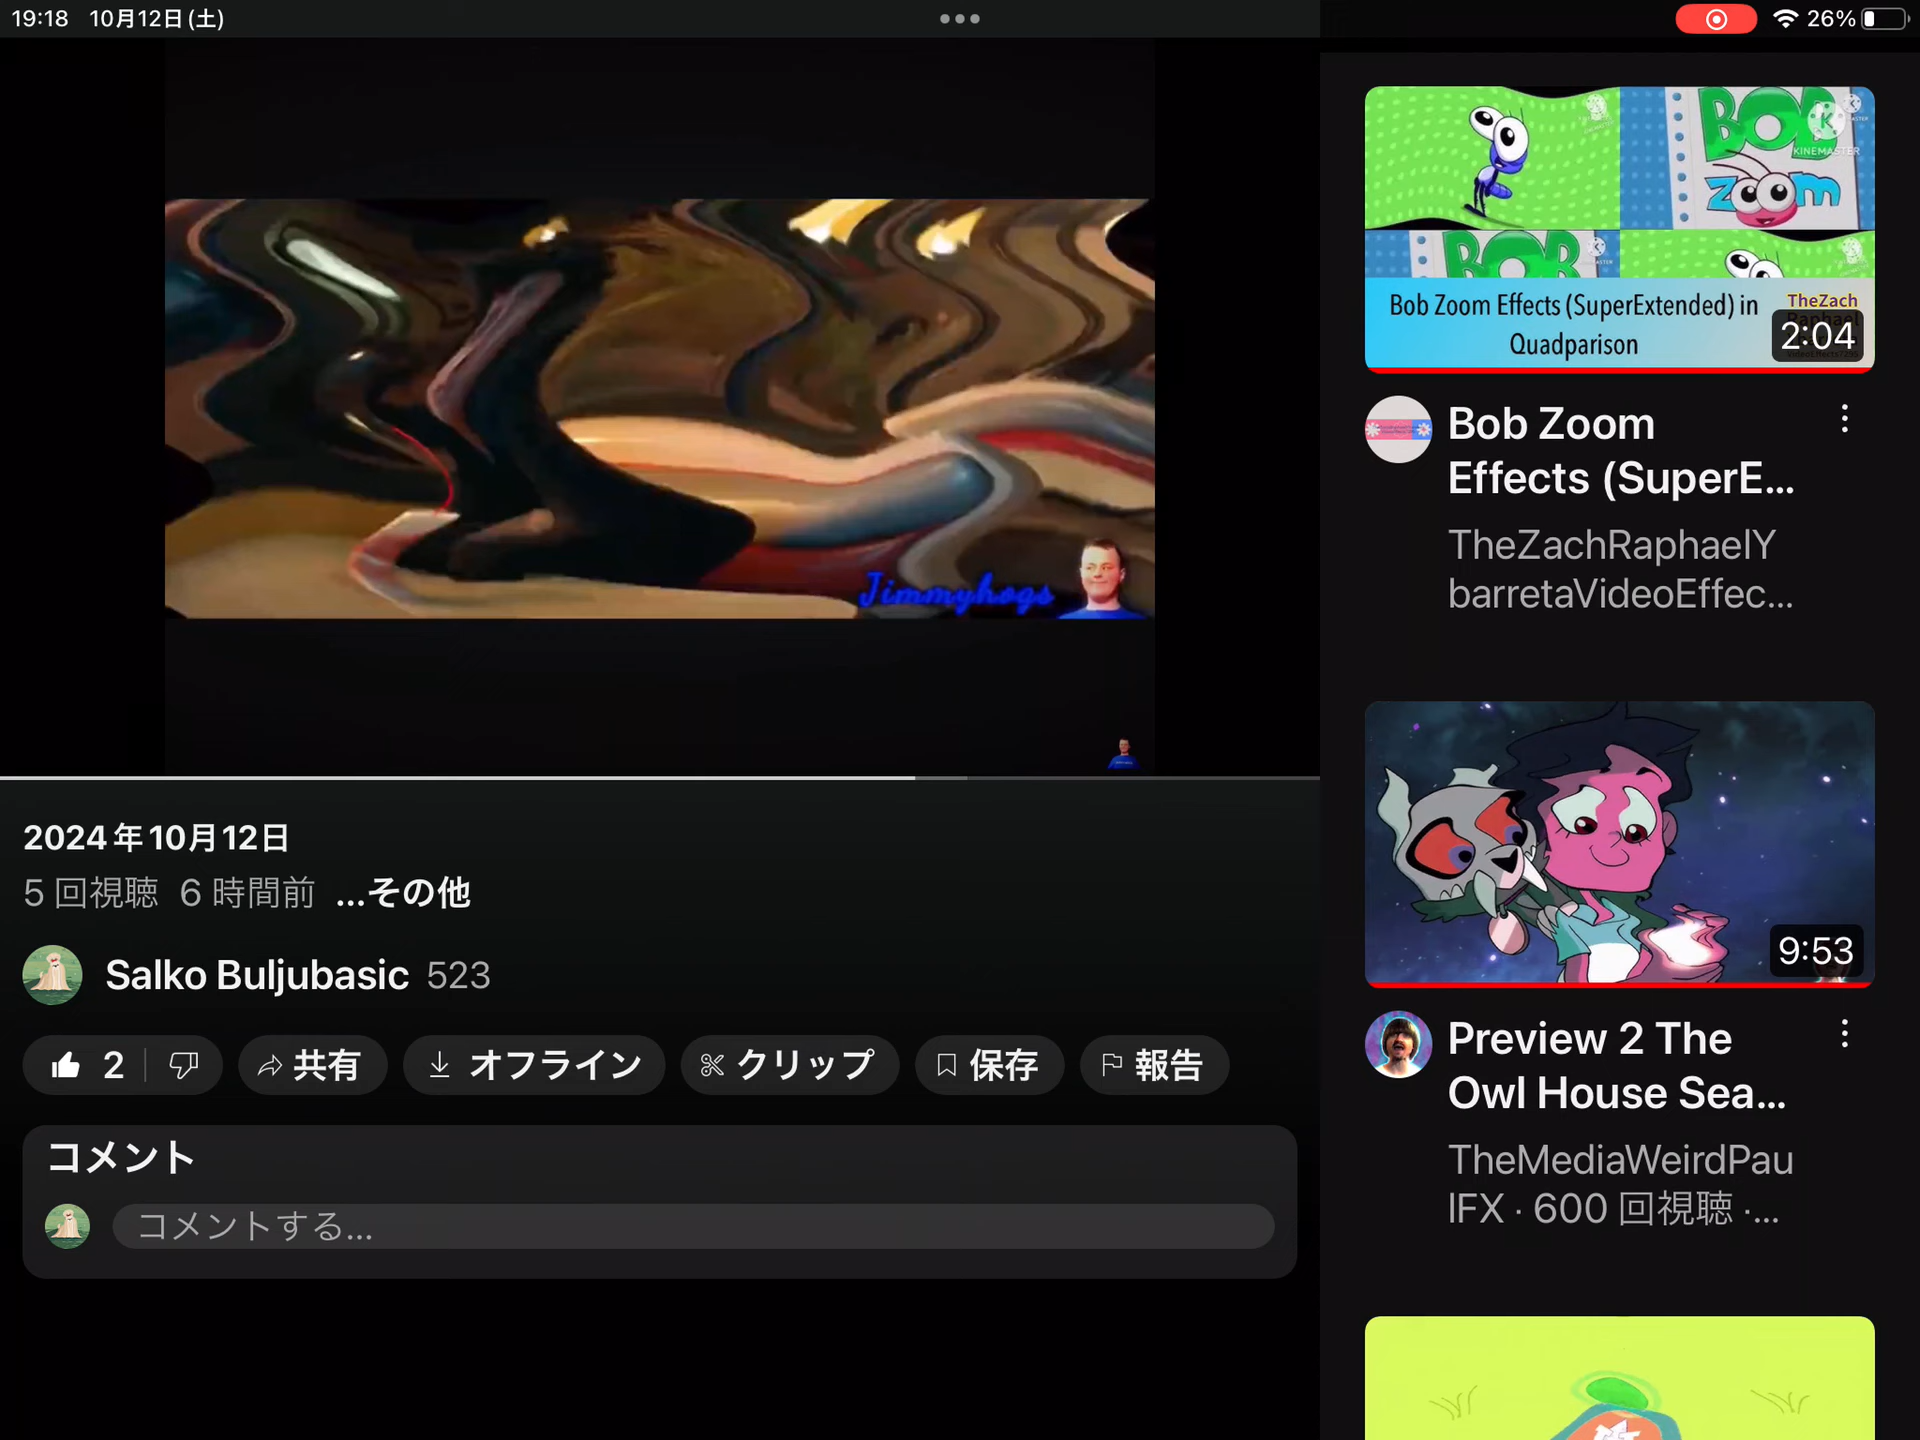 19:18 10月12日(土)
26%
Jimmyhogs
2024年10月12日
5 回視聴 6 時間前 ...その他
Salko Buljubasic 523
2
共有
オフライン
クリップ
保存
報告
コメント
コメントする...
BOB
zoom
KINEMASTER
BOB
Bob Zoom Effects (SuperExtended) in
Quadparison
TheZach
Raphael
2:04
Bob Zoom
Effects (SuperE...
TheZachRaphaelY
barretaVideoEffec...
9:53
Preview 2 The
Owl House Sea...
TheMediaWeirdPau
lFX · 600 回視聴 ·...